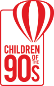 CHILDREN
OF THE
90s